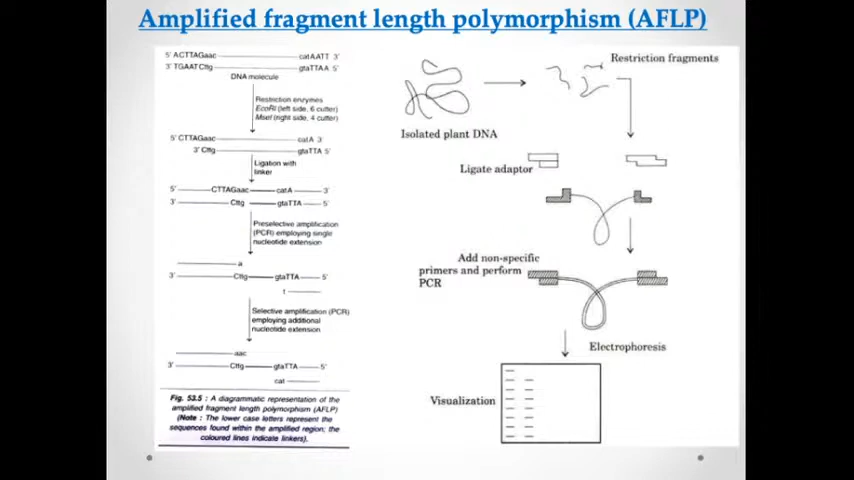 Amplified fragment length polymorphism (AFLP)
5' ACTTAGaac catAATT 3'
3' TGAATCttg gtaTTAA 5'
DNA molecule
Restriction enzymes
EcoRI (left side, 6 cutter)
MseI (right side, 4 cutter)
5' CTTAGaac catA 3'
3' Cttg gtaTTA 5'
Ligation with
linker
5' CTTAGaac catA 3'
3' Cttg gtaTTA 5'
Preselective amplification
(PCR) employing single
nucleotide extension
a
3' Cttg gtaTTA 5'
t
Selective amplification (PCR)
employing additional
nucleotide extension
aac
3' Cttg gtaTTA 5'
cat
Fig. 53.5 : A diagrammatic representation of the
amplified fragment length polymorphism (AFLP)
(Note : The lower case letters represent the
sequences found within the amplified region; the
coloured lines indicate linkers).
Restriction fragments
Isolated plant DNA
Ligate adaptor
Add non-specific
primers and perform
PCR
Electrophoresis
Visualization